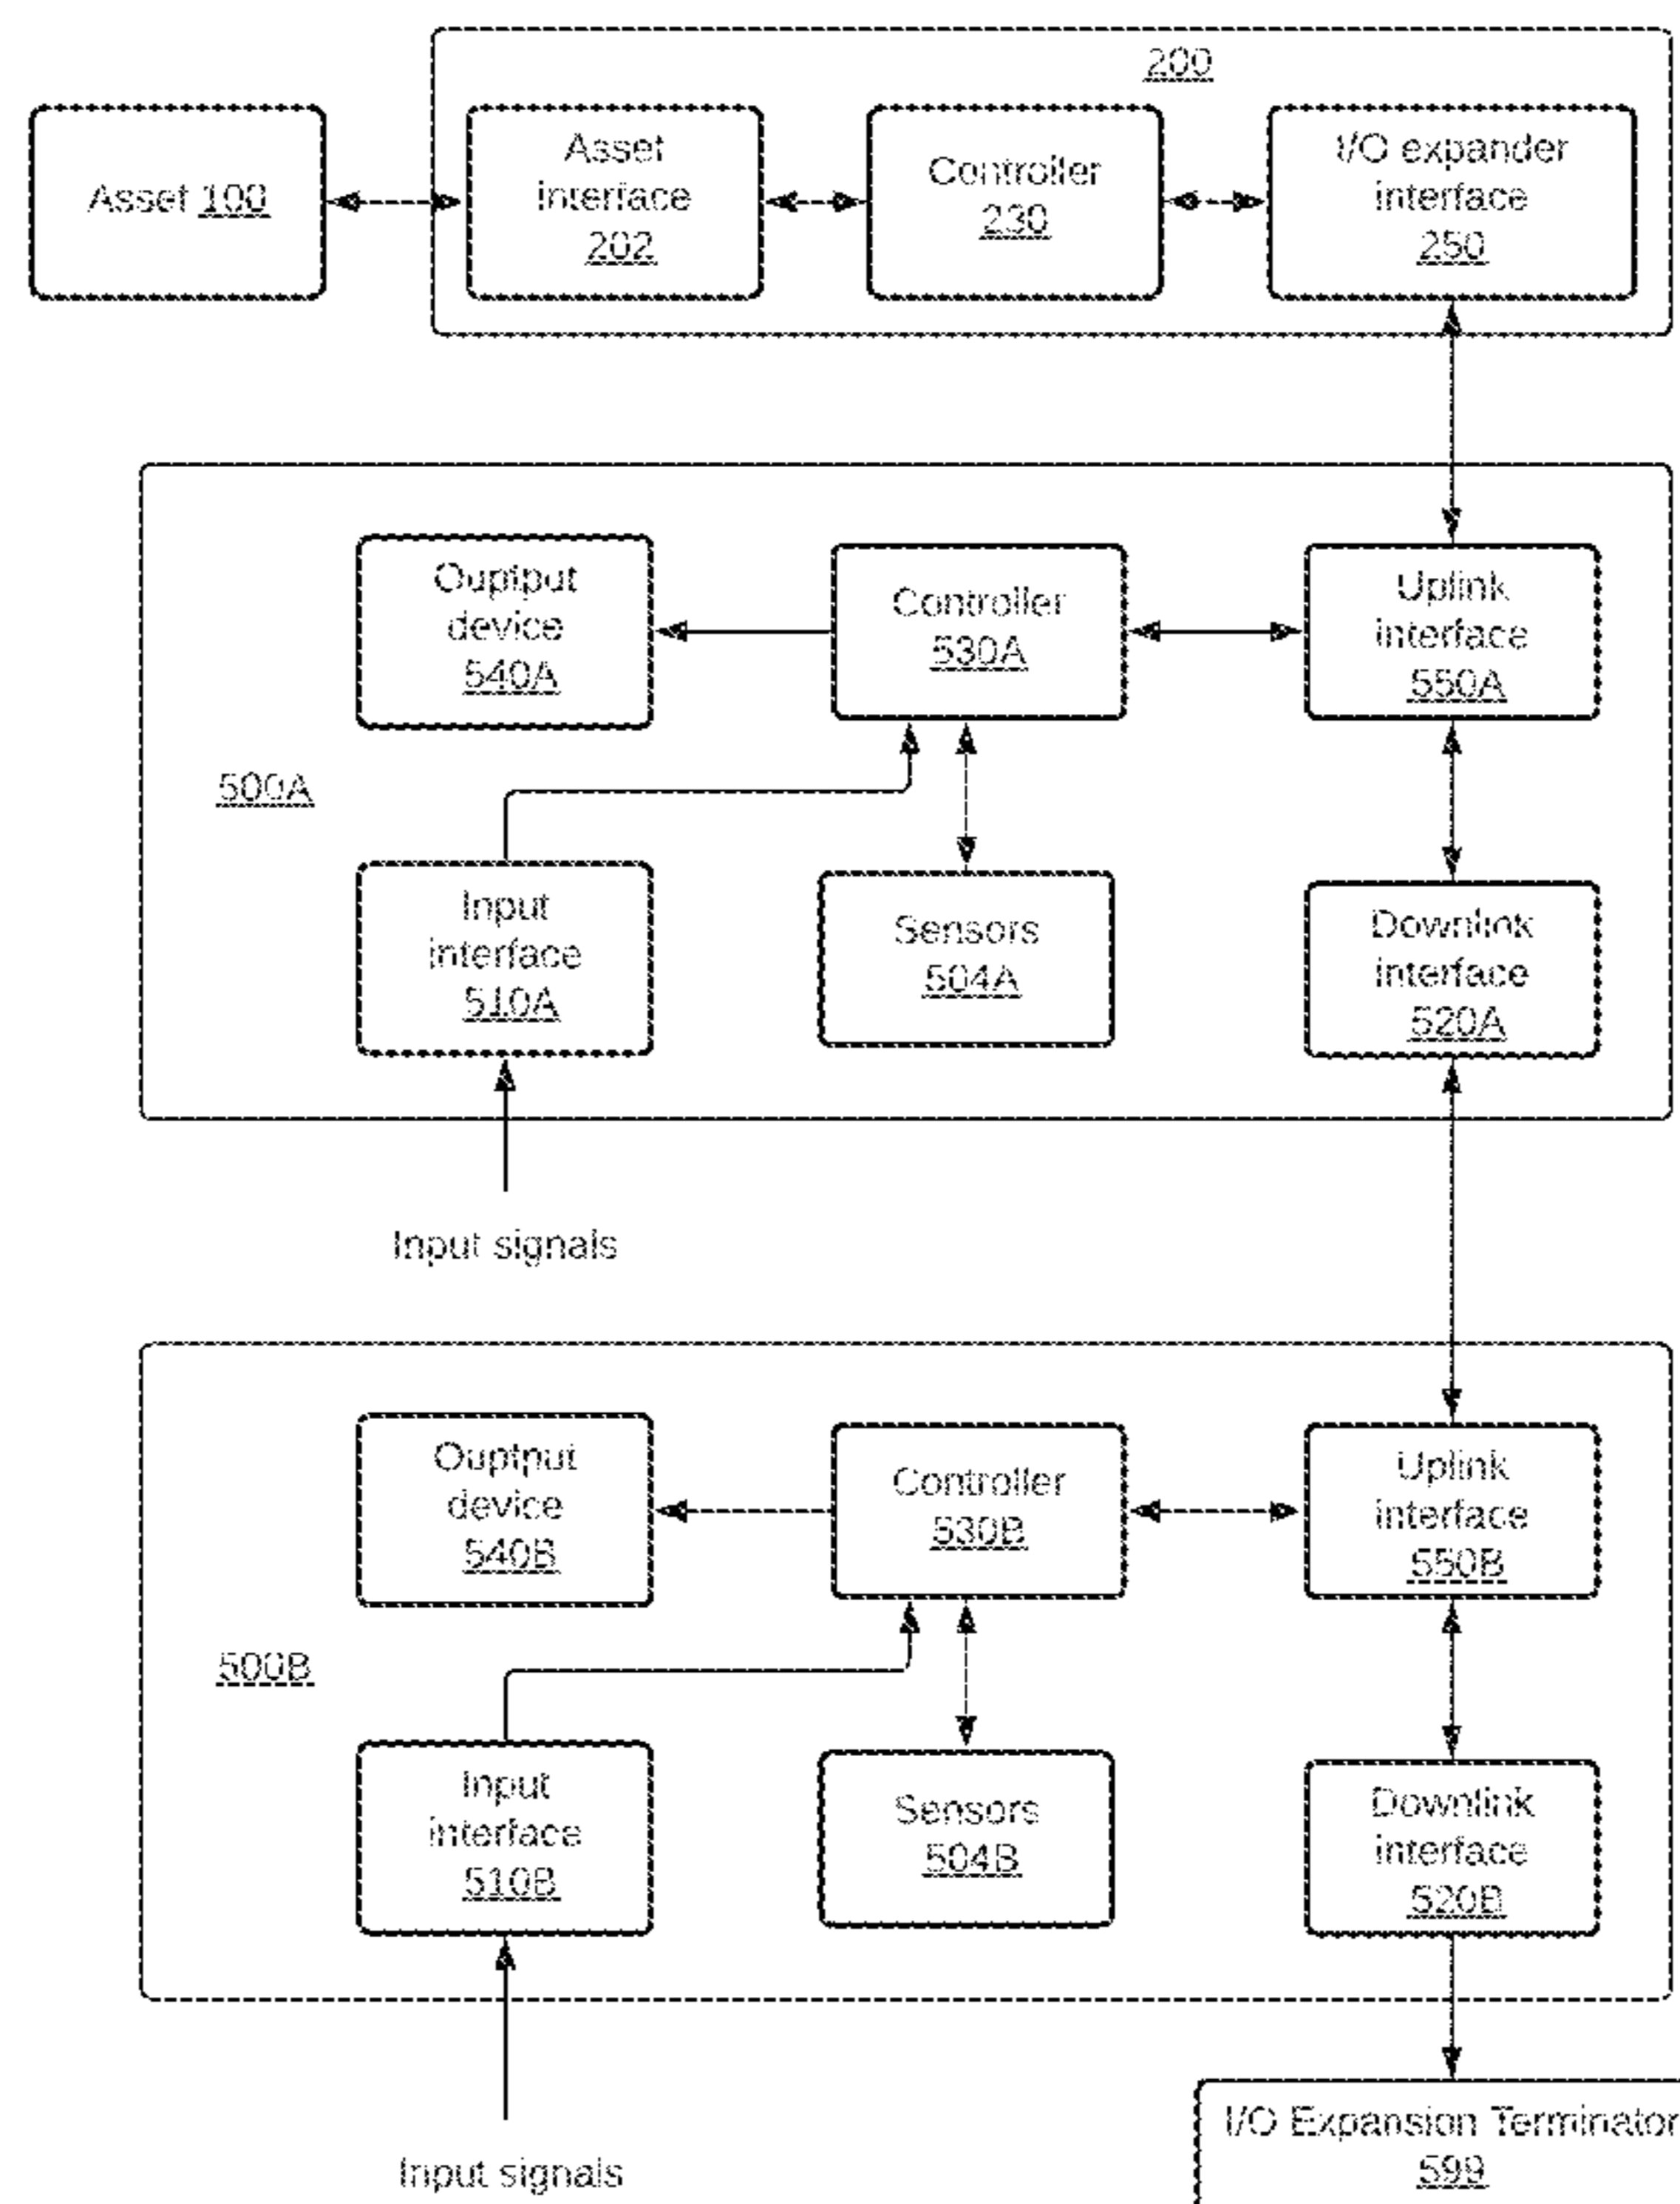 200
Asset 100
Asset
interface
202
Controller
230
I/O expander
interface
250
Ouptput
device
540A
Controller
530A
Uplink
interface
550A
500A
Input
interface
510A
Sensors
504A
Downlink
interface
520A
Input signals
Ouptput
device
540B
Controller
530B
Uplink
interface
550B
500B
Input
interface
510B
Sensors
504B
Downlink
interface
520B
Input signals
I/O Expansion Terminator
599